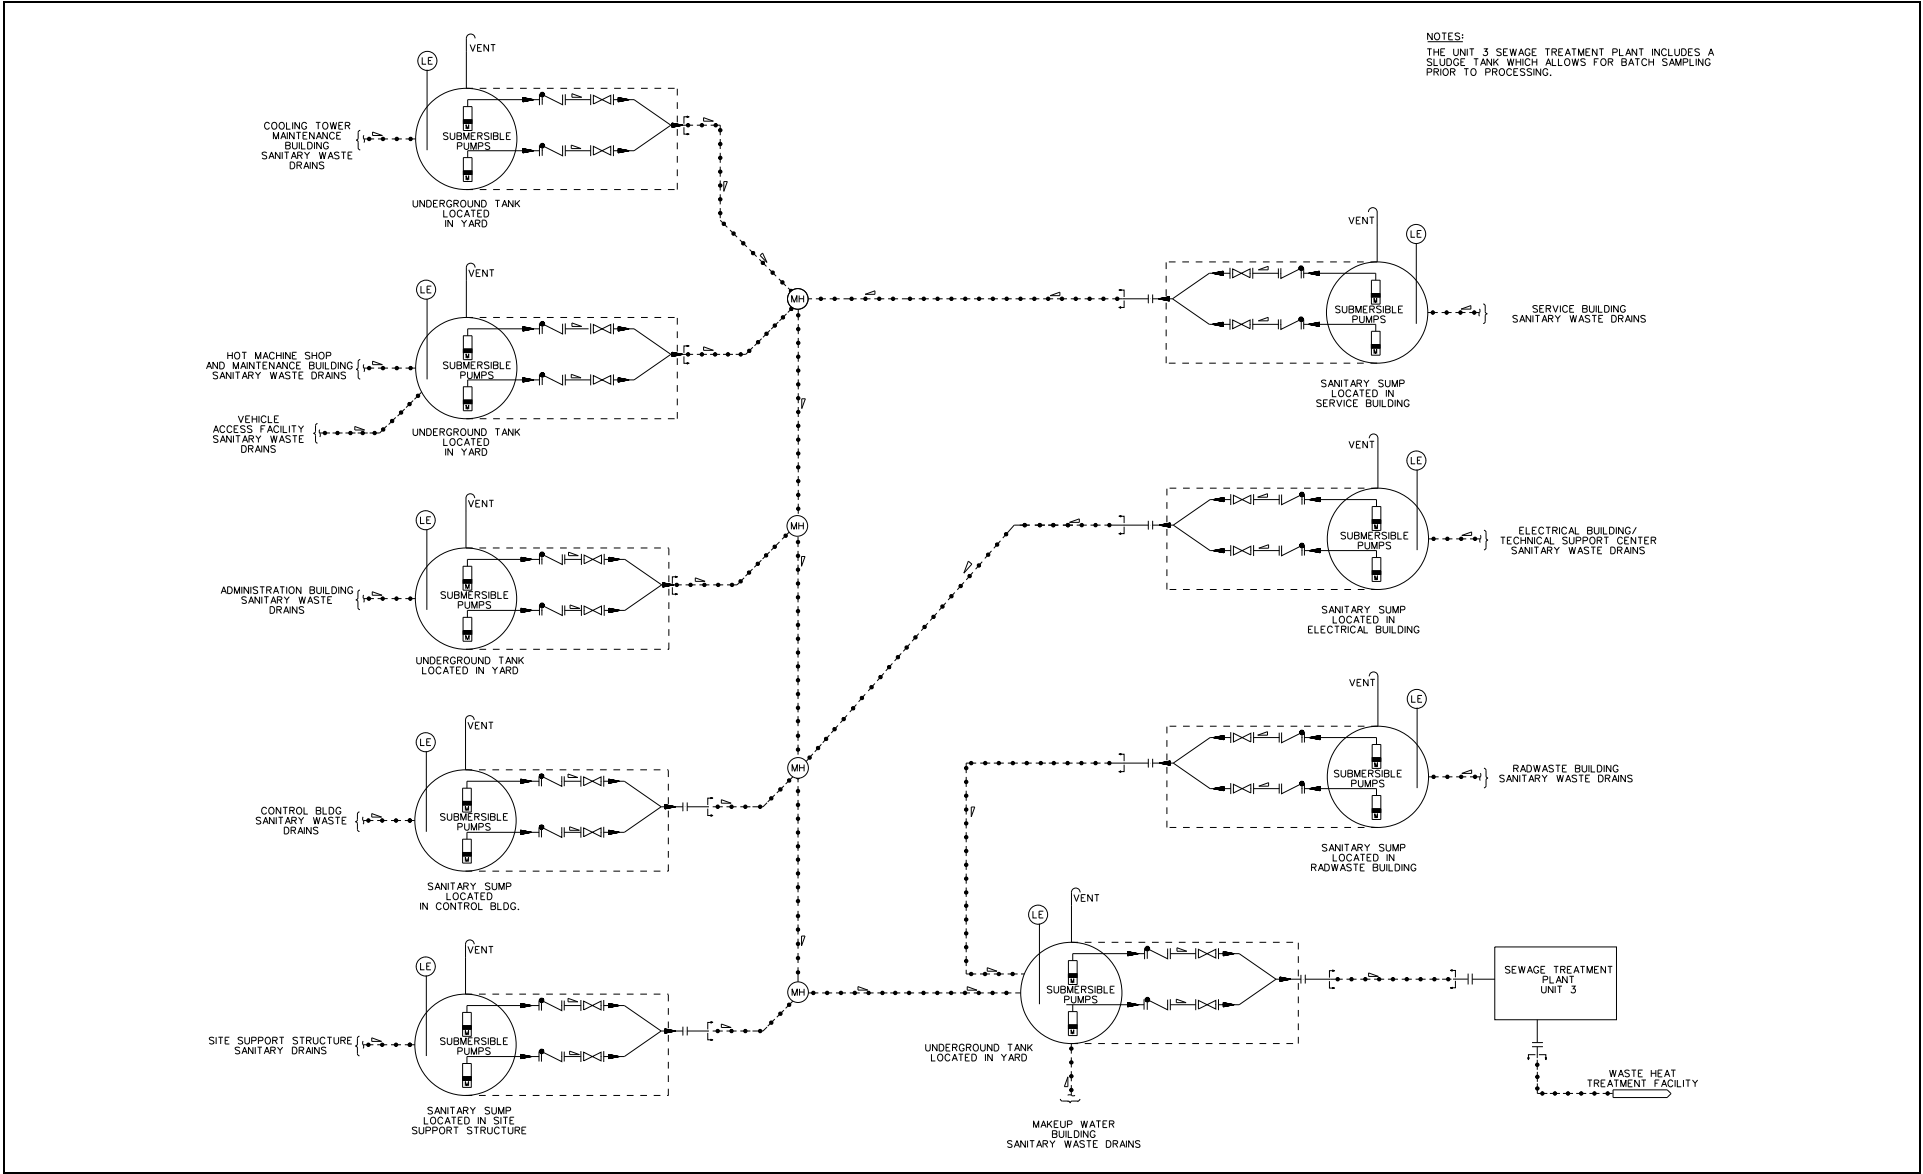 NOTES:
THE UNIT 3 SEWAGE TREATMENT PLANT INCLUDES A
SLUDGE TANK WHICH ALLOWS FOR BATCH SAMPLING
PRIOR TO PROCESSING.
VENT
LE
COOLING TOWER
MAINTENANCE
BUILDING
SANITARY WASTE
DRAINS
SUBMERSIBLE
PUMPS
M
M
UNDERGROUND TANK
LOCATED
IN YARD
VENT
LE
HOT MACHINE SHOP
AND MAINTENANCE BUILDING
SANITARY WASTE DRAINS
SUBMERSIBLE
PUMPS
M
M
VEHICLE
ACCESS FACILITY
SANITARY WASTE
DRAINS
UNDERGROUND TANK
LOCATED
IN YARD
VENT
LE
ADMINISTRATION BUILDING
SANITARY WASTE
DRAINS
SUBMERSIBLE
PUMPS
M
M
UNDERGROUND TANK
LOCATED IN YARD
VENT
LE
CONTROL BLDG
SANITARY WASTE
DRAINS
SUBMERSIBLE
PUMPS
M
M
SANITARY SUMP
LOCATED
IN CONTROL BLDG.
VENT
LE
SITE SUPPORT STRUCTURE
SANITARY DRAINS
SUBMERSIBLE
PUMPS
M
M
SANITARY SUMP
LOCATED IN SITE
SUPPORT STRUCTURE
MH
MH
MH
MH
VENT
LE
SUBMERSIBLE
PUMPS
M
M
SERVICE BUILDING
SANITARY WASTE DRAINS
SANITARY SUMP
LOCATED IN
SERVICE BUILDING
VENT
LE
SUBMERSIBLE
PUMPS
M
M
ELECTRICAL BUILDING/
TECHNICAL SUPPORT CENTER
SANITARY WASTE DRAINS
SANITARY SUMP
LOCATED IN
ELECTRICAL BUILDING
VENT
LE
SUBMERSIBLE
PUMPS
M
M
RADWASTE BUILDING
SANITARY WASTE DRAINS
SANITARY SUMP
LOCATED IN
RADWASTE BUILDING
VENT
LE
SUBMERSIBLE
PUMPS
M
M
UNDERGROUND TANK
LOCATED IN YARD
MAKEUP WATER
BUILDING
SANITARY WASTE DRAINS
SEWAGE TREATMENT
PLANT
UNIT 3
WASTE HEAT
TREATMENT FACILITY